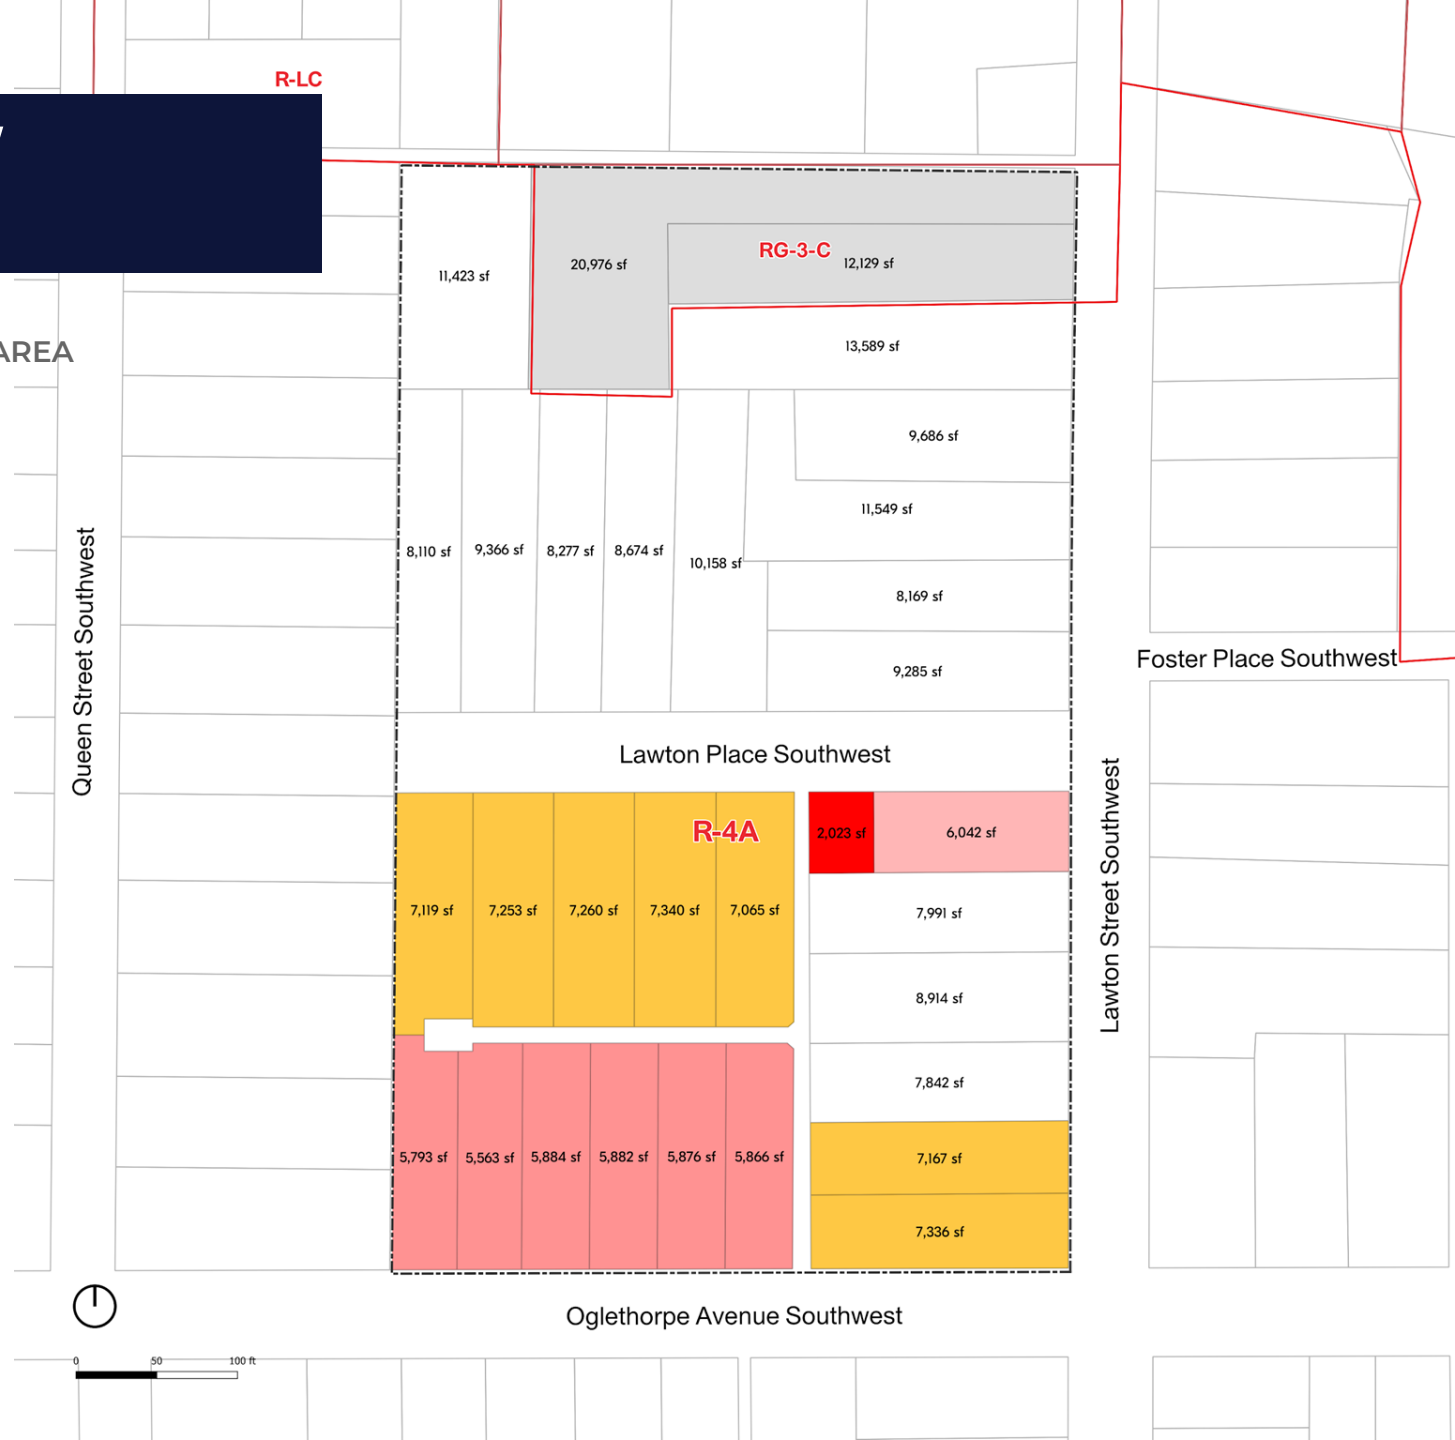 R-LC
AREA
11,423 sf
20,976 sf
RG-3-C
12,129 sf
13,589 sf
9,686 sf
11,549 sf
8,110 sf
9,366 sf
8,277 sf
8,674 sf
10,158 sf
8,169 sf
9,285 sf
Queen Street Southwest
Foster Place Southwest
Lawton Place Southwest
R-4A
2,023 sf
6,042 sf
7,119 sf
7,253 sf
7,260 sf
7,340 sf
7,065 sf
7,991 sf
8,914 sf
7,842 sf
Lawton Street Southwest
5,793 sf
5,563 sf
5,884 sf
5,882 sf
5,876 sf
5,866 sf
7,167 sf
7,336 sf
Oglethorpe Avenue Southwest
0 50 100 ft